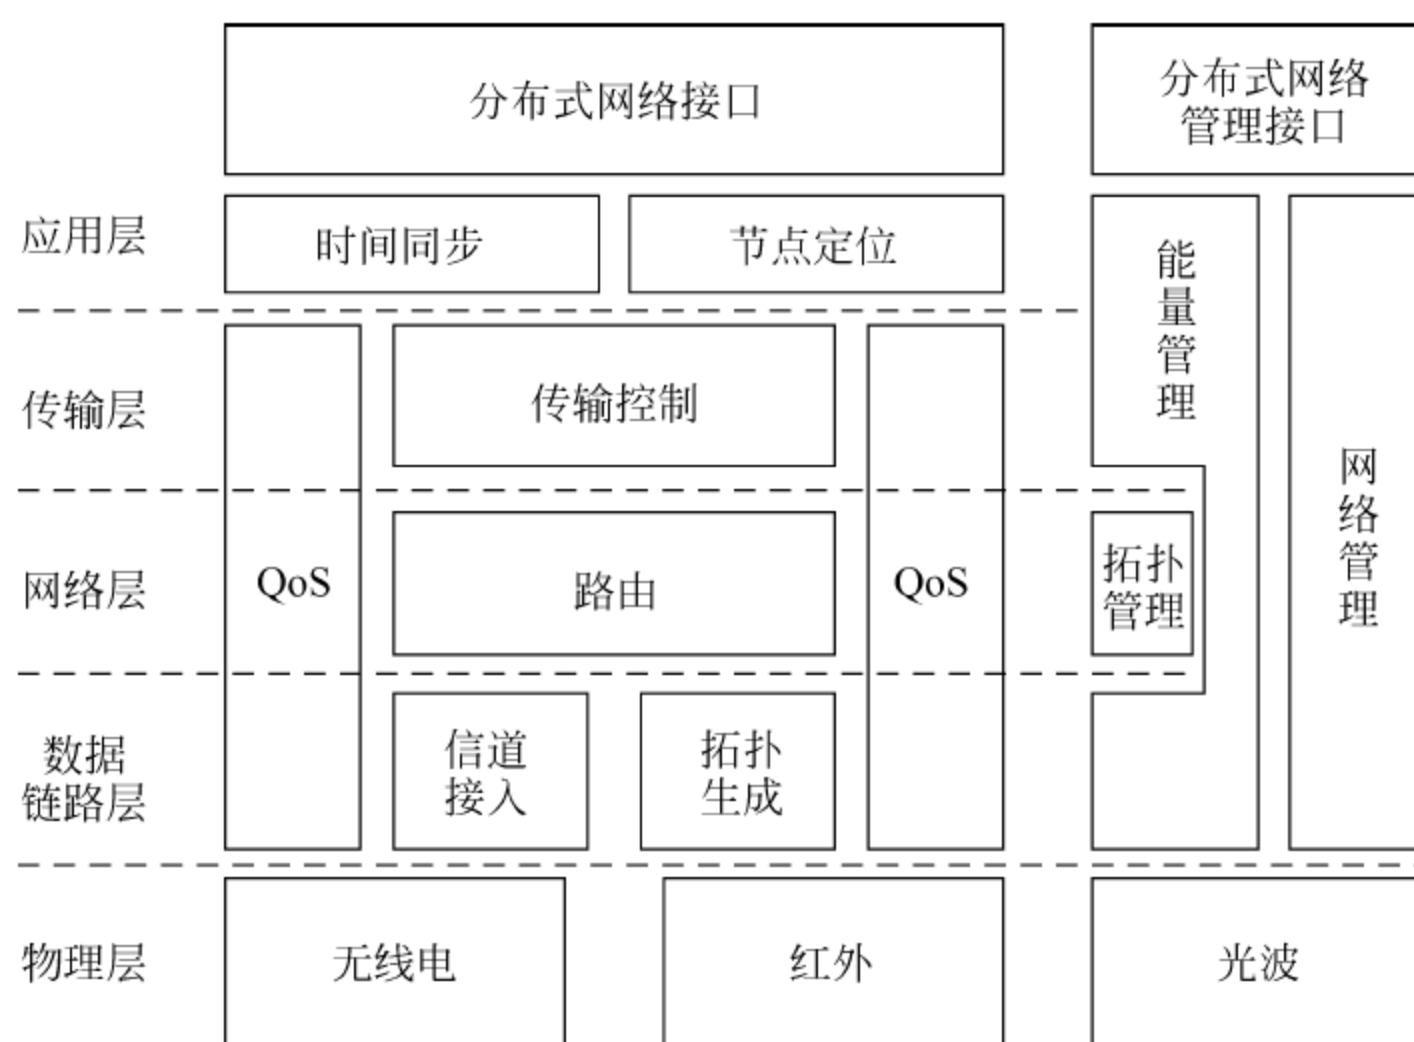 分布式网络接口
分布式网络
管理接口
应用层
时间同步
节点定位
能量管理
传输层
传输控制
网络管理
网络层
QoS
路由
QoS
拓扑
管理
数据
链路层
信道
接入
拓扑
生成
物理层
无线电
红外
光波